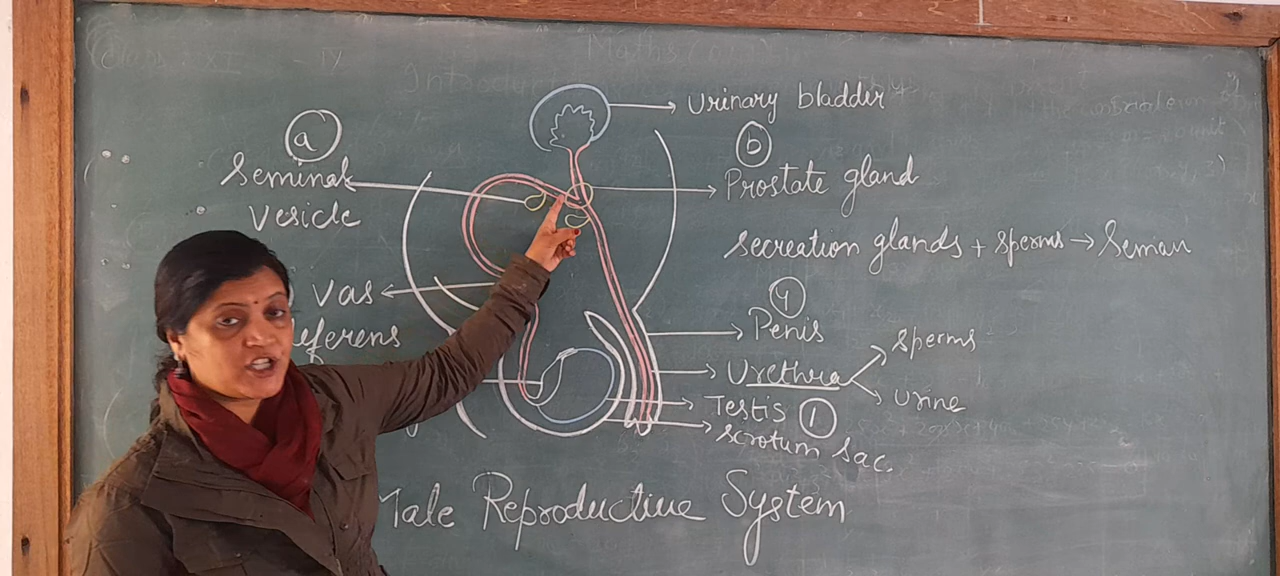 urinary bladder
a
Seminal
vesicle
b
Prostate gland
secreation glands + sperms → Seman
Vas
eferens
4
Penis
Urethra
sperms
urine
Testis 1
scrotum sac.
Male Reproductive System